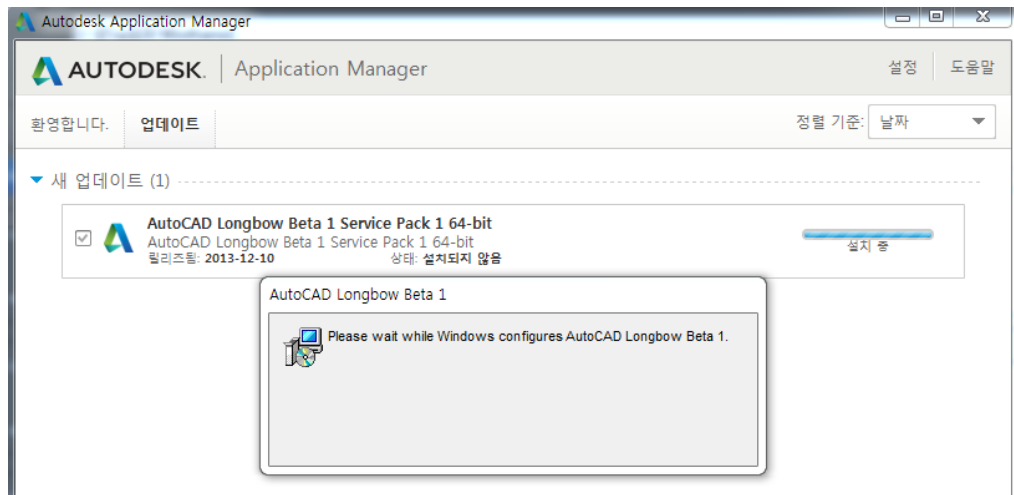 Autodesk Application Manager
AUTODESK. Application Manager 설정 도움말
환영합니다. 업데이트 정렬 기준: 날짜
새 업데이트 (1)
AutoCAD Longbow Beta 1 Service Pack 1 64-bit
AutoCAD Longbow Beta 1 Service Pack 1 64-bit
릴리즈됨: 2013-12-10 상태: 설치되지 않음
설치 중
AutoCAD Longbow Beta 1
Please wait while Windows configures AutoCAD Longbow Beta 1.